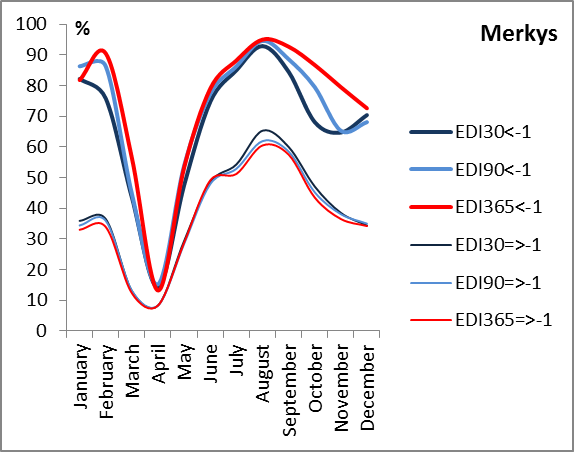 %
Merkys
100
90
80
70
60
50
40
30
20
10
0
January
February
March
April
May
June
July
August
September
October
November
December
EDI30<-1
EDI90<-1
EDI365<-1
EDI30=>-1
EDI90=>-1
EDI365=>-1